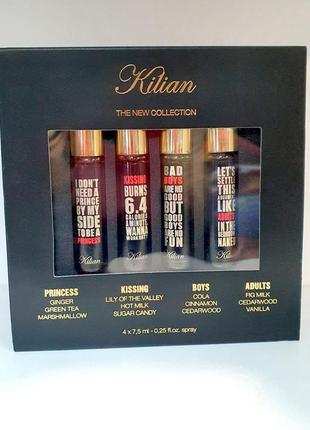 Kilian
THE NEW COLLECTION
I DON'T
NEED A
PRINCE
BY MY
SIDE TO
BE A
PRINCESS
KISSING
BURNS
6.4
CALORIES
A MINUTE.
WANNA
WORKOUT?
Kilian
BAD
BOYS
ARE NO
GOOD
BUT
GOOD
BOYS
ARE NO
FUN
Kilian
LET'S
SETTLE
THIS
LIKE
ADULTS
IN THE
NAKED
Kilian
PRINCESS
GINGER
GREEN TEA
MARSHMALLOW
KISSING
LILY OF THE VALLEY
HOT MILK
SUGAR CANDY
BOYS
COLA
CINNAMON
CEDARWOOD
ADULTS
FIG MILK
CEDARWOOD
VANILLA
4 x 7,5 ml - 0,25 fl. oz. spray